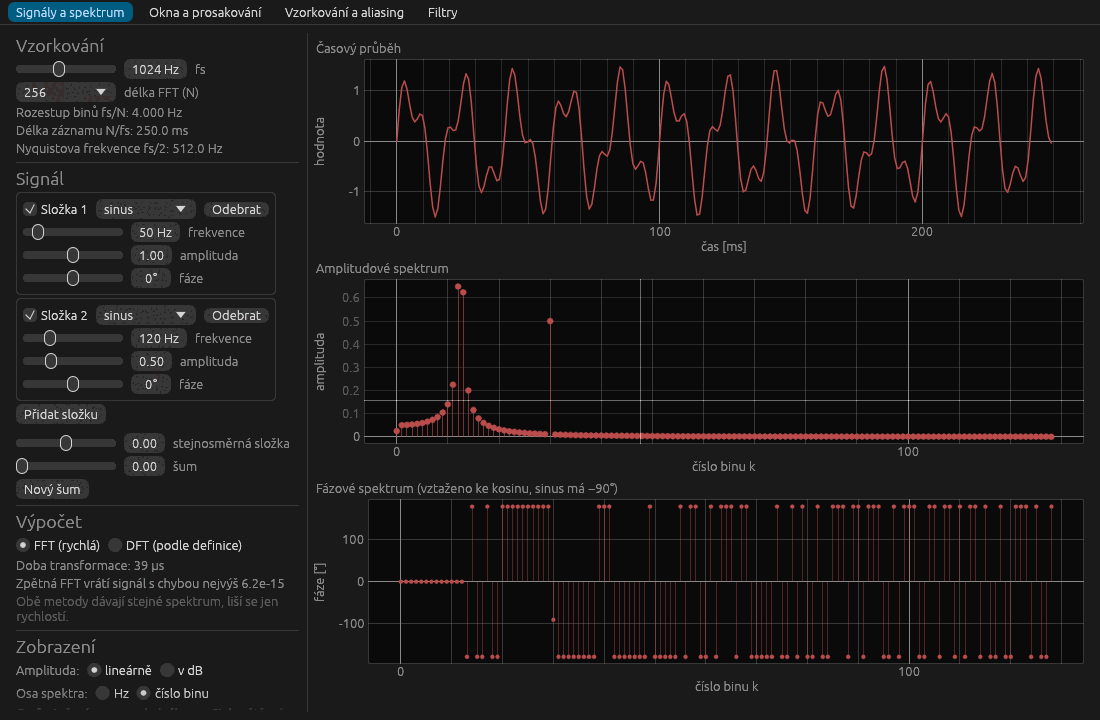 Signály a spektrum
Okna a prosakování
Vzorkování a aliasing
Filtry
Vzorkování
1024 Hz fs
256 délka FFT (N)
Rozestup binů fs/N: 4.000 Hz
Délka záznamu N/fs: 250.0 ms
Nyquistova frekvence fs/2: 512.0 Hz
Signál
Složka 1 sinus Odebrat
50 Hz frekvence
1.00 amplituda
0° fáze
Složka 2 sinus Odebrat
120 Hz frekvence
0.50 amplituda
0° fáze
Přidat složku
0.00 stejnosměrná složka
0.00 šum
Nový šum
Výpočet
FFT (rychlá) DFT (podle definice)
Doba transformace: 39 µs
Zpětná FFT vrátí signál s chybou nejvýš 6.2e-15
Obě metody dávají stejné spektrum, liší se jen
rychlostí.
Zobrazení
Amplituda: lineárně v dB
Osa spektra: Hz číslo binu
Časový průběh
hodnota
1
0
-1
0 100 200
čas [ms]
Amplitudové spektrum
amplituda
0.6
0.5
0.4
0.3
0.2
0.1
0
0 100
číslo binu k
Fázové spektrum (vztaženo ke kosinu, sinus má −90°)
fáze [°]
100
0
-100
0 100
číslo binu k